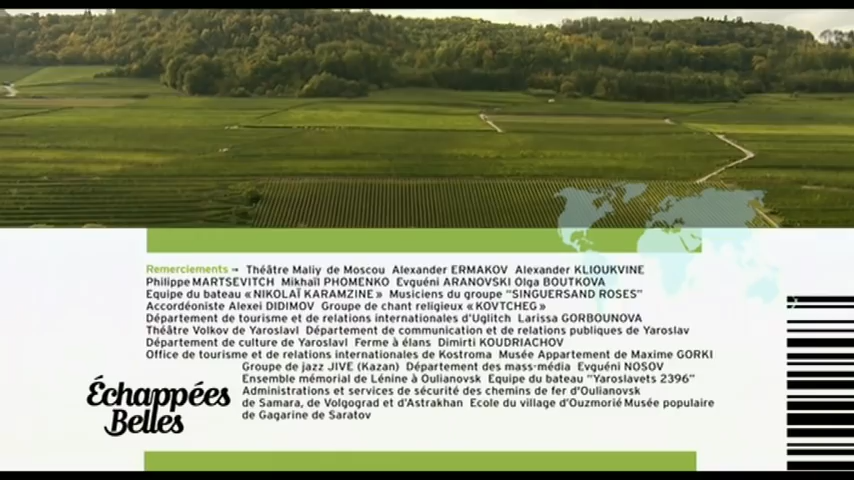 Remerciements - Théâtre Maliy de Moscou Alexander ERMAKOV Alexander KLIOUKVINE
Philippe MARTSEVITCH Mikhaïl PHOMENKO Evguéni ARANOVSKI Olga BOUTKOVA
Equipe du bateau «NIKOLAÏ KARAMZINE» Musiciens du groupe "SINGUERSAND ROSES"
Accordéoniste Alexei DIDIMOV Groupe de chant religieux «KOVTCHEG»
Département de tourisme et de relations internationales d'Uglitch Larissa GORBOUNOVA
Théâtre Volkov de Yaroslavl Département de communication et de relations publiques de Yaroslav
Département de culture de Yaroslavl Ferme à élans Dimirti KOUDRIACHOV
Office de tourisme et de relations internationales de Kostroma Musée Appartement de Maxime GORKI
Groupe de jazz JIVE (Kazan) Département des mass-média Evguéni NOSOV
Ensemble mémorial de Lénine à Oulianovsk Equipe du bateau "Yaroslavets 2396"
Administrations et services de sécurité des chemins de fer d'Oulianovsk
de Samara, de Volgograd et d'Astrakhan Ecole du village d'Ouzmorié Musée populaire
de Gagarine de Saratov
Échappées
Belles